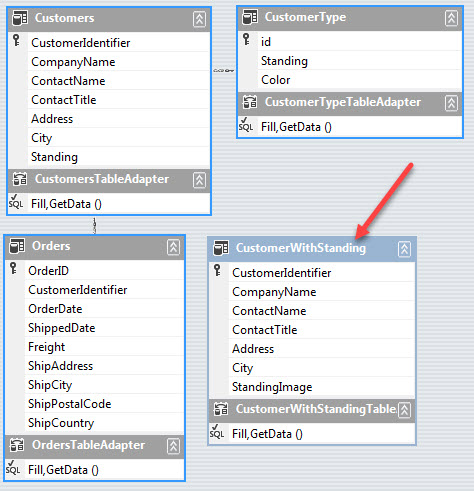 Customers
CustomerIdentifier
CompanyName
ContactName
ContactTitle
Address
City
Standing
CustomersTableAdapter
SQL Fill,GetData ()
CustomerType
id
Standing
Color
CustomerTypeTableAdapter
SQL Fill,GetData ()
Orders
OrderID
CustomerIdentifier
OrderDate
ShippedDate
Freight
ShipAddress
ShipCity
ShipPostalCode
ShipCountry
OrdersTableAdapter
SQL Fill,GetData ()
CustomerWithStanding
CustomerIdentifier
CompanyName
ContactName
ContactTitle
Address
City
StandingImage
CustomerWithStandingTable
SQL Fill,GetData ()